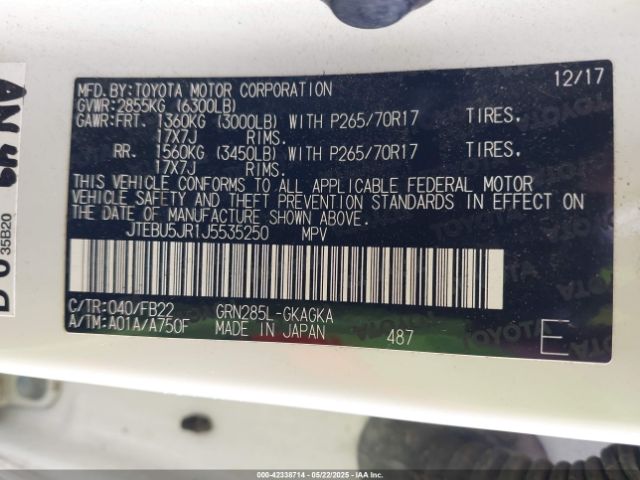 MFD.BY:TOYOTA MOTOR CORPORATION 12/17
GVWR:2855KG (6300LB)
GAWR:FRT. 1360KG (3000LB) WITH P265/70R17 TIRES.
17X7J RIMS.
RR. 1560KG (3450LB) WITH P265/70R17 TIRES.
17X7J RIMS.
THIS VEHICLE CONFORMS TO ALL APPLICABLE FEDERAL MOTOR
VEHICLE SAFETY AND THEFT PREVENTION STANDARDS IN EFFECT ON
THE DATE OF MANUFACTURE SHOWN ABOVE.
JTEBU5JR1J5535250 MPV
C/TR:040/FB22 GRN285L-GKAGKA
A/TM:A01A/A750F MADE IN JAPAN 487 E
35B20
000-42338714 - 05/22/2025 - IAA Inc.